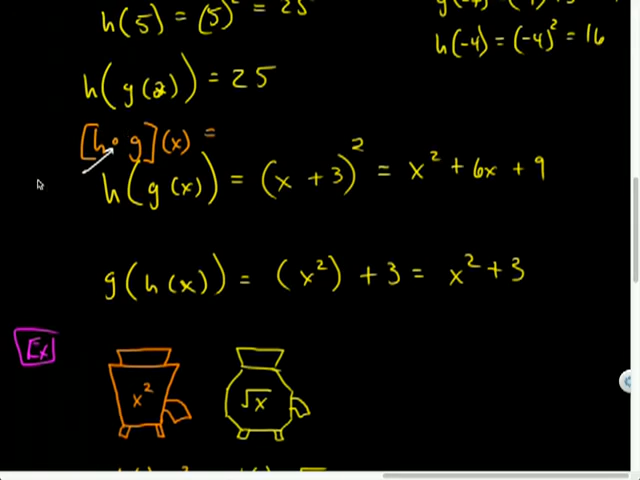 h(5) = (5)² = 25
h(-4) = (-4)² = 16
h(g(2)) = 25
[h∘g](x) =
h(g(x)) = (x + 3)² = x² + 6x + 9
g(h(x)) = (x²) + 3 = x² + 3
Ex
x² √x